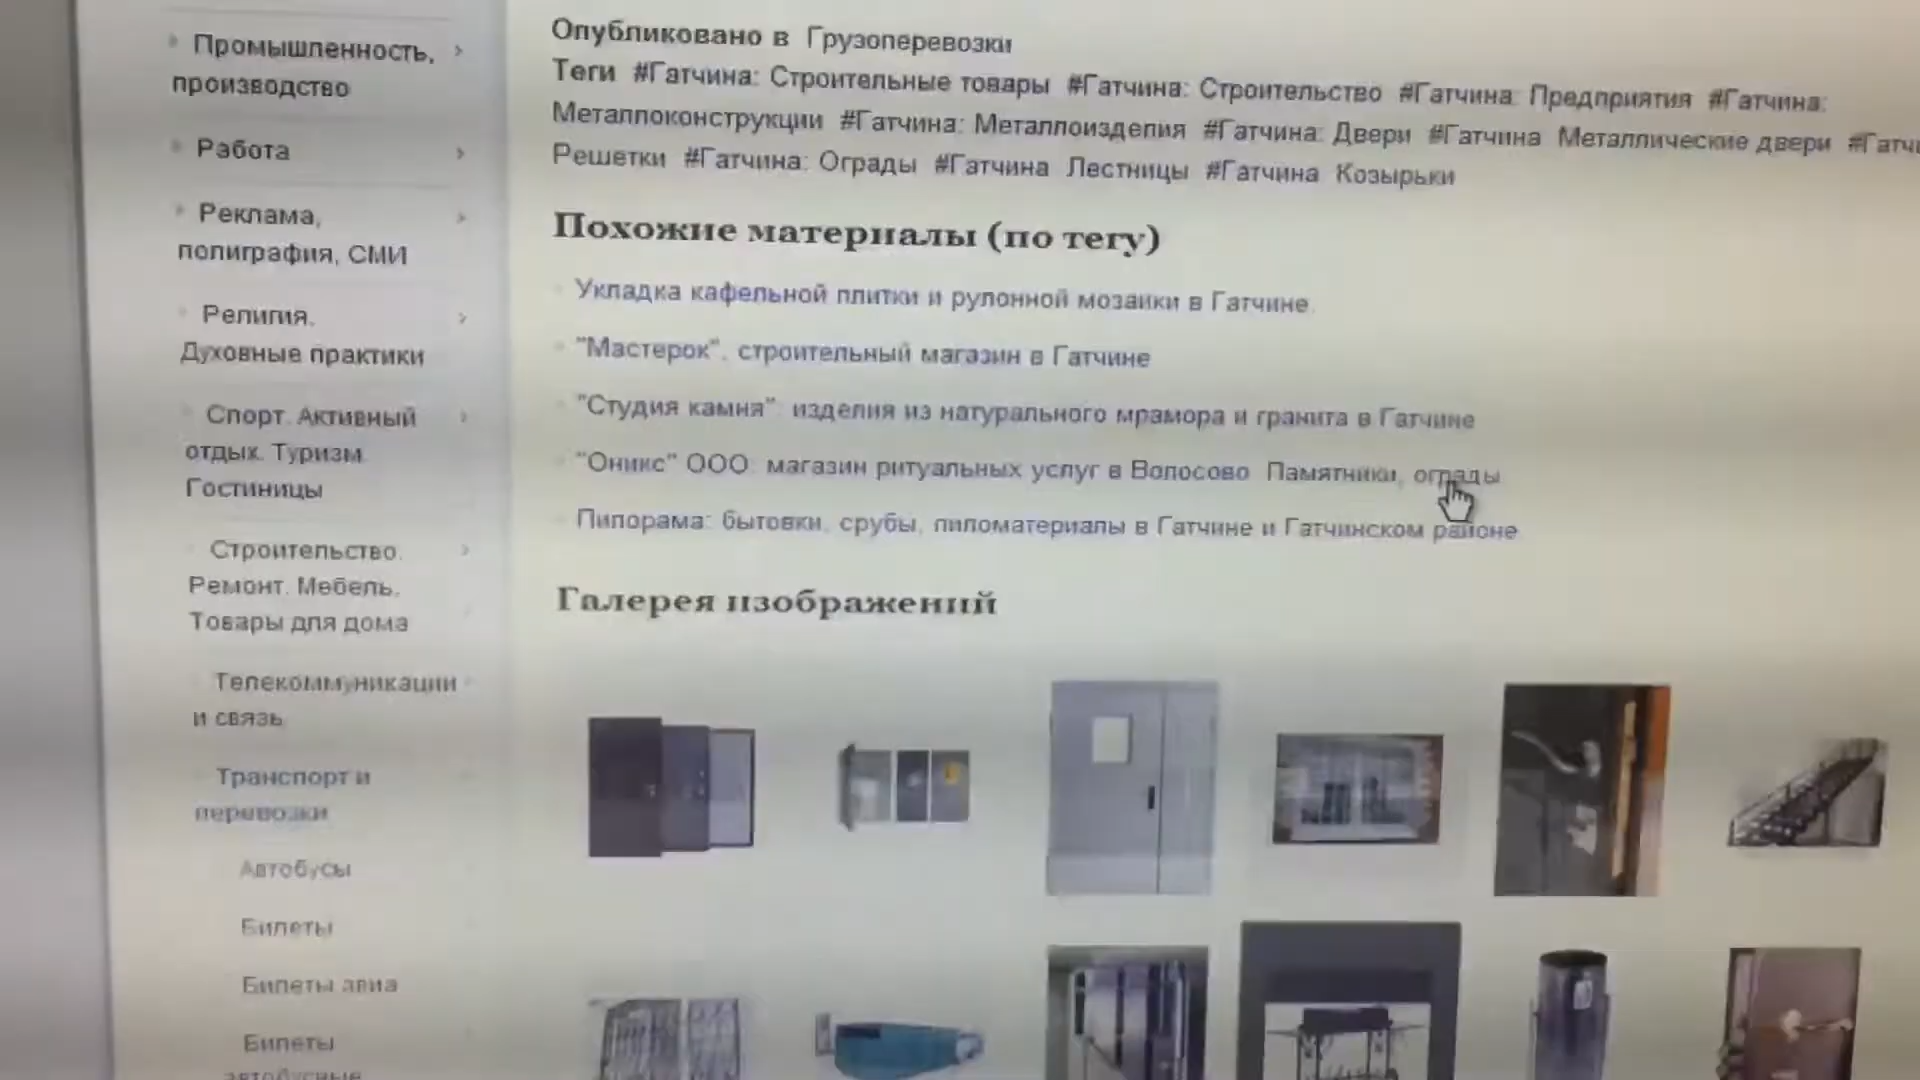 Промышленность,
производство
Работа
Реклама,
полиграфия, СМИ
Религия.
Духовные практики
Спорт. Активный
отдых. Туризм.
Гостиницы
Строительство.
Ремонт. Мебель.
Товары для дома
Телекоммуникации
и связь
Транспорт и
перевозки
Автобусы
Билеты
Билеты авиа
Билеты
автобусные
Опубликовано в Грузоперевозки
Теги #Гатчина: Строительные товары #Гатчина: Строительство #Гатчина: Предприятия #Гатчина:
Металлоконструкции #Гатчина: Металлоизделия #Гатчина: Двери #Гатчина Металлические двери #Гатч
Решетки #Гатчина: Ограды #Гатчина Лестницы #Гатчина Козырьки
Похожие материалы (по тегу)
Укладка кафельной плитки и рулонной мозаики в Гатчине.
"Мастерок", строительный магазин в Гатчине
"Студия камня": изделия из натурального мрамора и гранита в Гатчине
"Оникс" ООО: магазин ритуальных услуг в Волосово Памятники, ограды
Пилорама: бытовки, срубы, пиломатериалы в Гатчине и Гатчинском районе
Галерея изображений